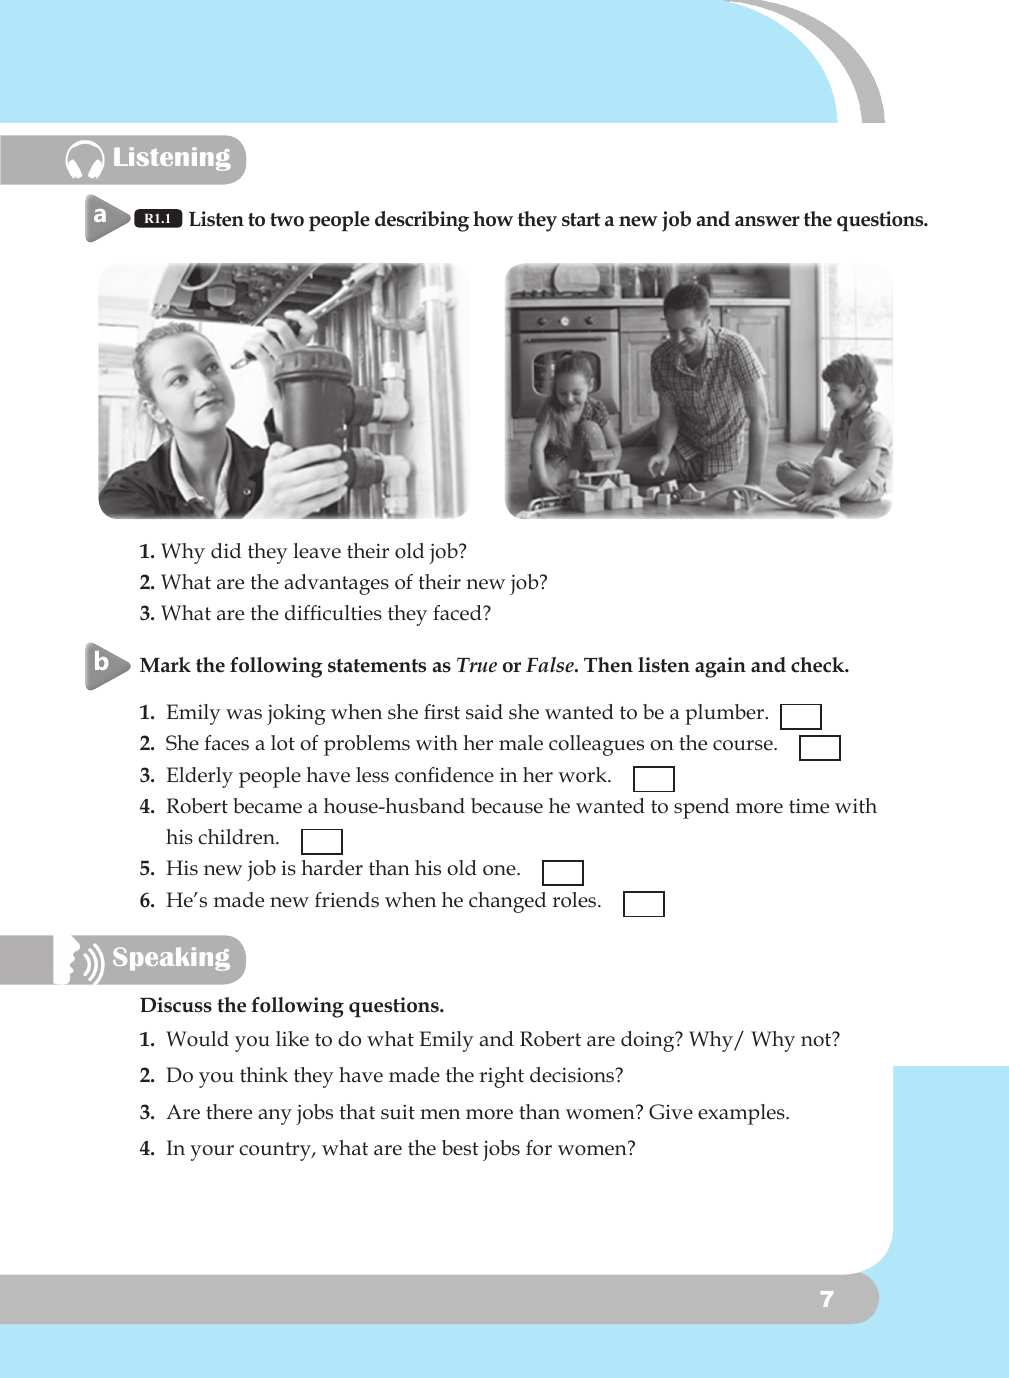 Listening
a R1.1 Listen to two people describing how they start a new job and answer the questions.
1. Why did they leave their old job?
2. What are the advantages of their new job?
3. What are the difficulties they faced?
b Mark the following statements as True or False. Then listen again and check.
1. Emily was joking when she first said she wanted to be a plumber.
2. She faces a lot of problems with her male colleagues on the course.
3. Elderly people have less confidence in her work.
4. Robert became a house-husband because he wanted to spend more time with
his children.
5. His new job is harder than his old one.
6. He’s made new friends when he changed roles.
Speaking
Discuss the following questions.
1. Would you like to do what Emily and Robert are doing? Why/ Why not?
2. Do you think they have made the right decisions?
3. Are there any jobs that suit men more than women? Give examples.
4. In your country, what are the best jobs for women?
7